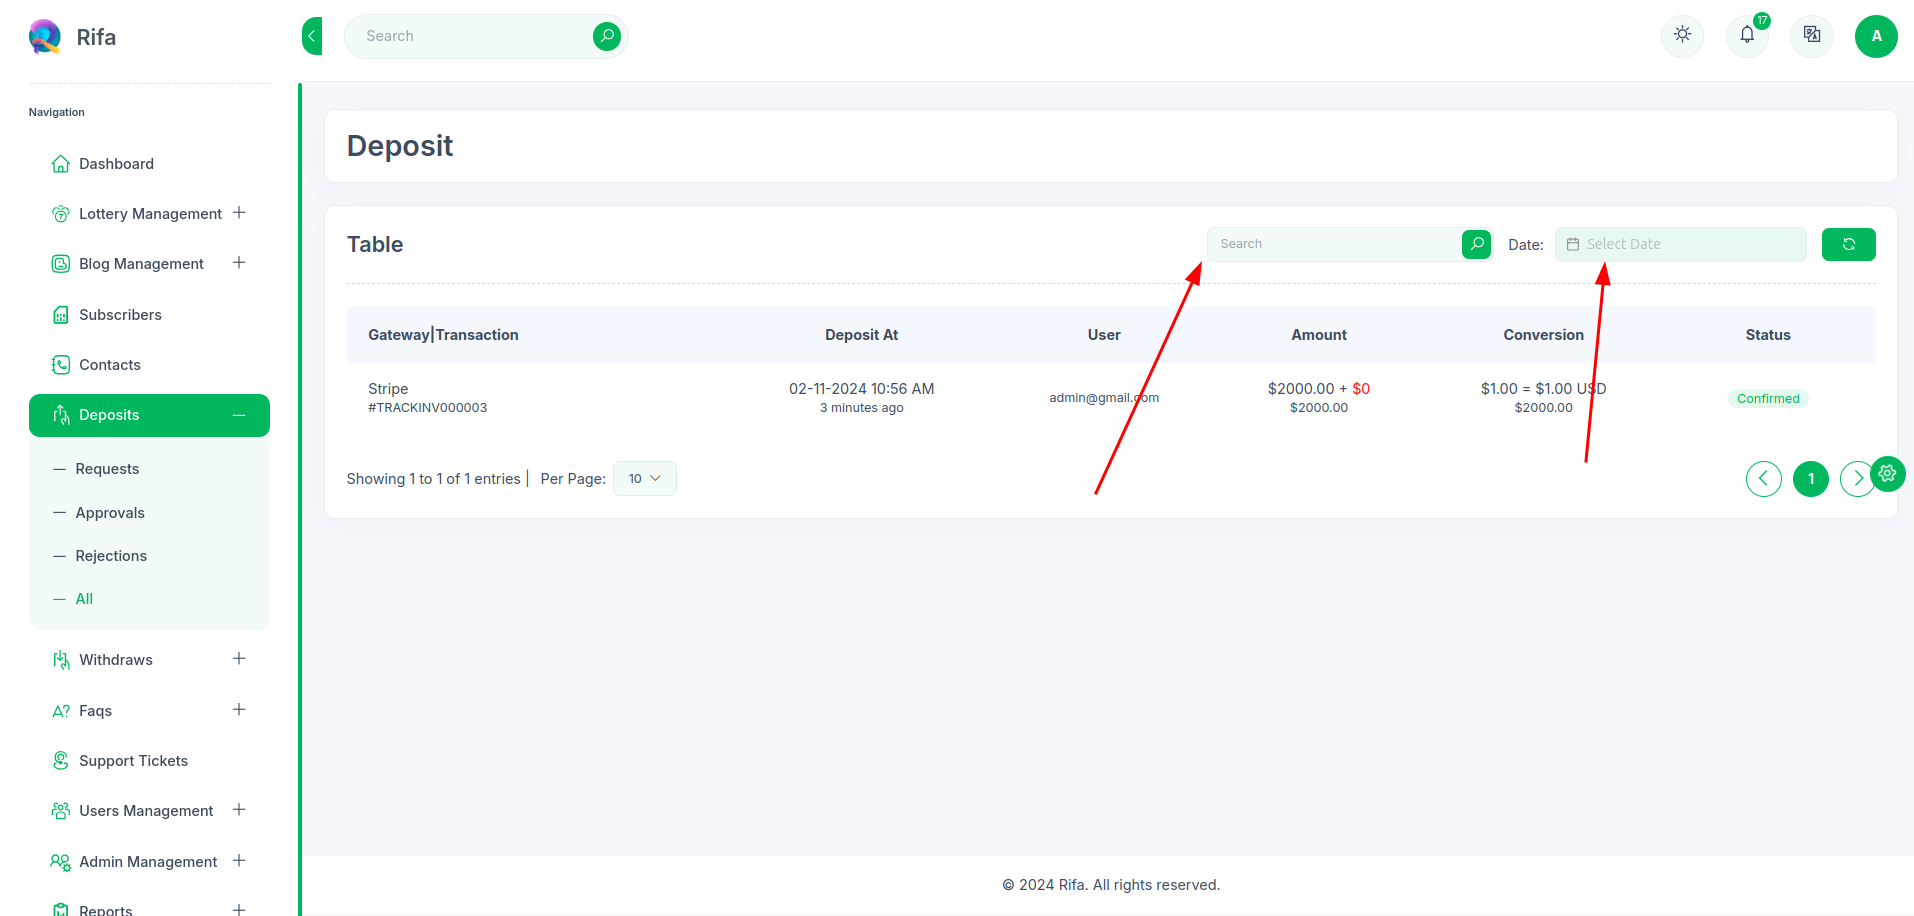 Rifa
Search
17
A
Navigation
Dashboard
Lottery Management
Blog Management
Subscribers
Contacts
Deposits
Requests
Approvals
Rejections
All
Withdraws
Faqs
Support Tickets
Users Management
Admin Management
Reports
Deposit
Table
Search
Date: Select Date
Gateway|Transaction Deposit At User Amount Conversion Status
Stripe 02-11-2024 10:56 AM admin@gmail.com $2000.00 + $0 $1.00 = $1.00 USD Confirmed
#TRACKINV000003 3 minutes ago $2000.00 $2000.00
Showing 1 to 1 of 1 entries | Per Page: 10 1
© 2024 Rifa. All rights reserved.